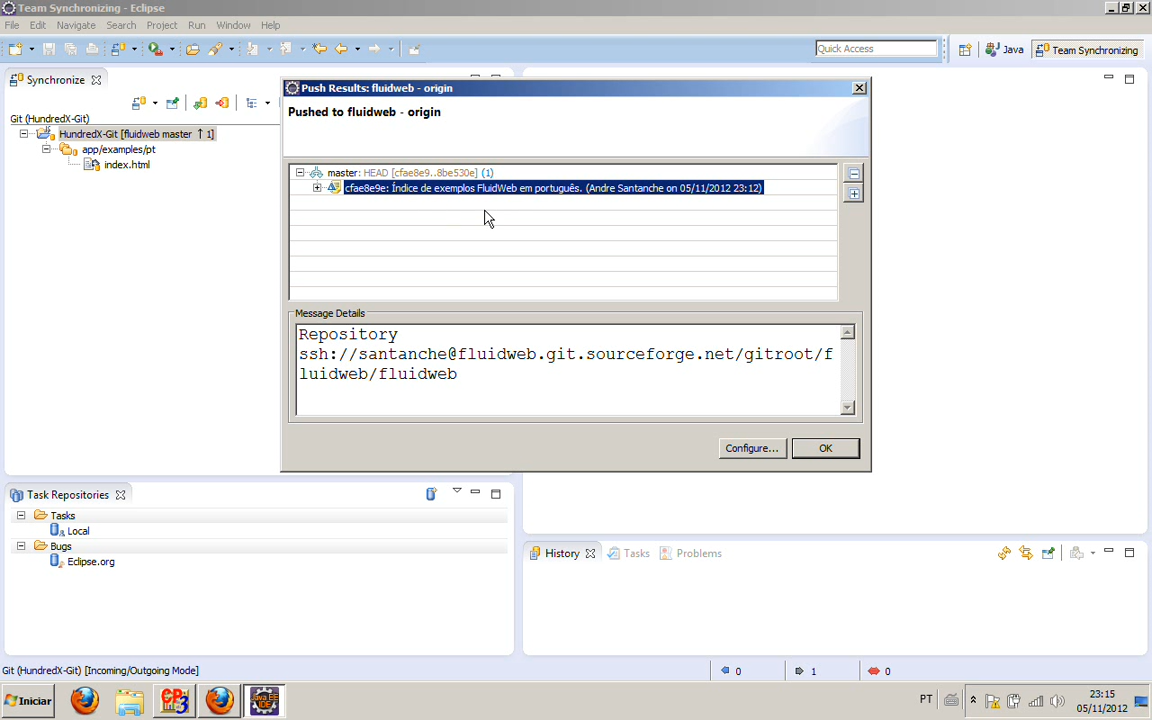 Team Synchronizing - Eclipse
File Edit Navigate Search Project Run Window Help
Quick Access
Java
Team Synchronizing
Synchronize
Git (HundredX-Git)
HundredX-Git [fluidweb master ↑ 1]
app/examples/pt
index.html
Push Results: fluidweb - origin
Pushed to fluidweb - origin
master: HEAD [cfae8e9..8be530e] (1)
cfae8e9e: Índice de exemplos FluidWeb em português. (Andre Santanche on 05/11/2012 23:12)
Message Details
Repository
ssh://santanche@fluidweb.git.sourceforge.net/gitroot/f
luidweb/fluidweb
Configure...
OK
Task Repositories
Tasks
Local
Bugs
Eclipse.org
History
Tasks
Problems
Git (HundredX-Git) [Incoming/Outgoing Mode]
0
1
0
Iniciar
CP
3
Java EE
IDE
PT
23:15
05/11/2012